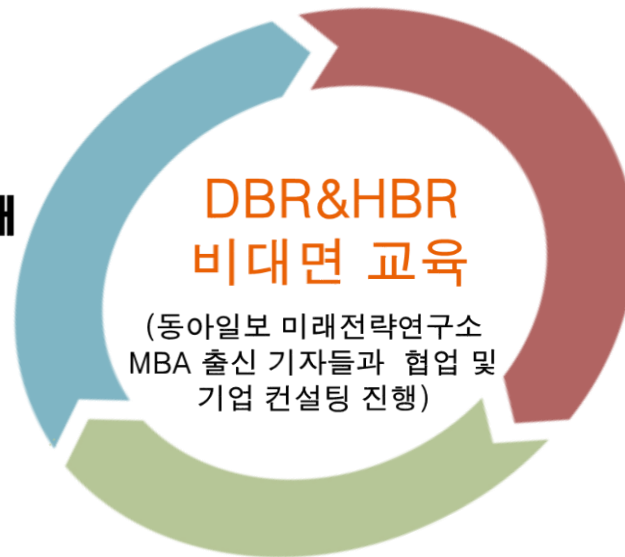 DBR&HBR
비대면 교육
(동아일보 미래전략연구소
MBA 출신 기자들과 협업 및
기업 컨설팅 진행)